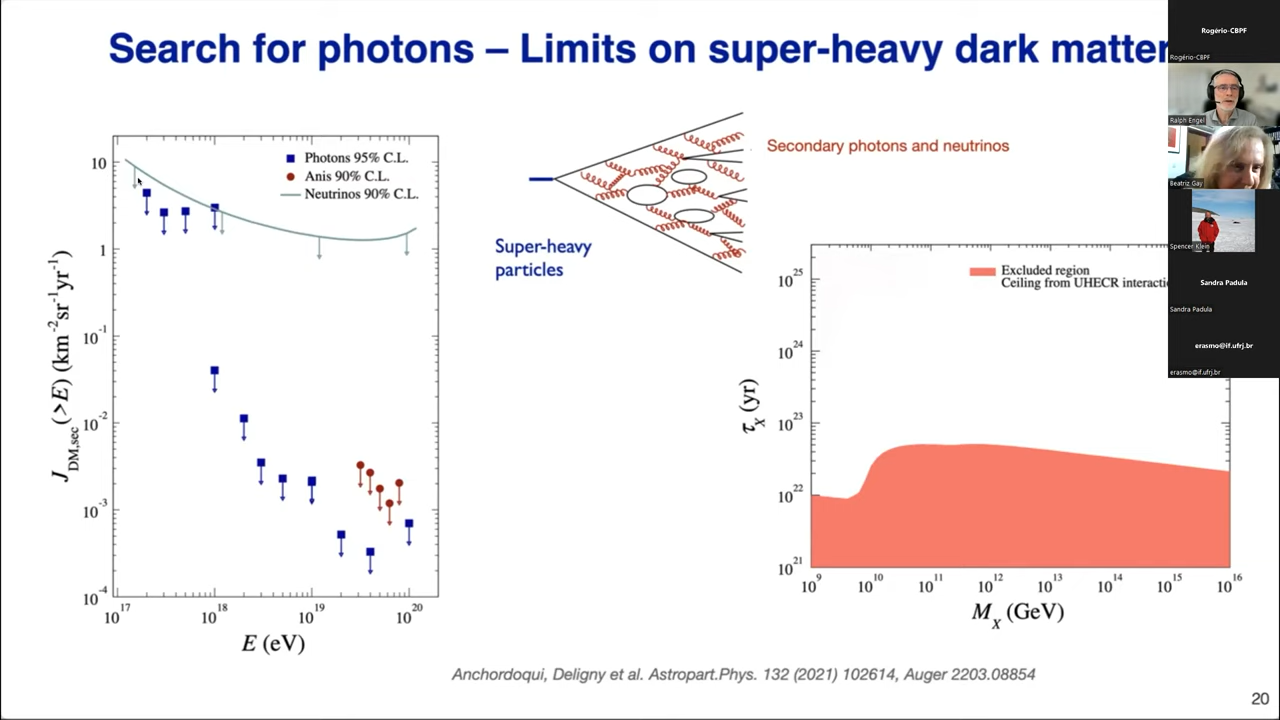 Search for photons – Limits on super-heavy dark matter
Photons 95% C.L.
Anis 90% C.L.
Neutrinos 90% C.L.
10
1
10⁻¹
10⁻²
10⁻³
10⁻⁴
J_DM,sec(>E) (km⁻²sr⁻¹yr⁻¹)
10¹⁷ 10¹⁸ 10¹⁹ 10²⁰
E (eV)
Secondary photons and neutrinos
Super-heavy
particles
Excluded region
Ceiling from UHECR interactio
10²⁵
10²⁴
10²³
10²²
10²¹
τ_X (yr)
10⁹ 10¹⁰ 10¹¹ 10¹² 10¹³ 10¹⁴ 10¹⁵ 10¹⁶
M_X (GeV)
Anchordoqui, Deligny et al. Astropart.Phys. 132 (2021) 102614, Auger 2203.08854
20
Rogério-CBPF
Rogério-CBPF
Ralph Engel
Beatriz Gay
Spencer Klein
Sandra Padula
Sandra Padula
erasmo@if.ufrj.br
erasmo@if.ufrj.br